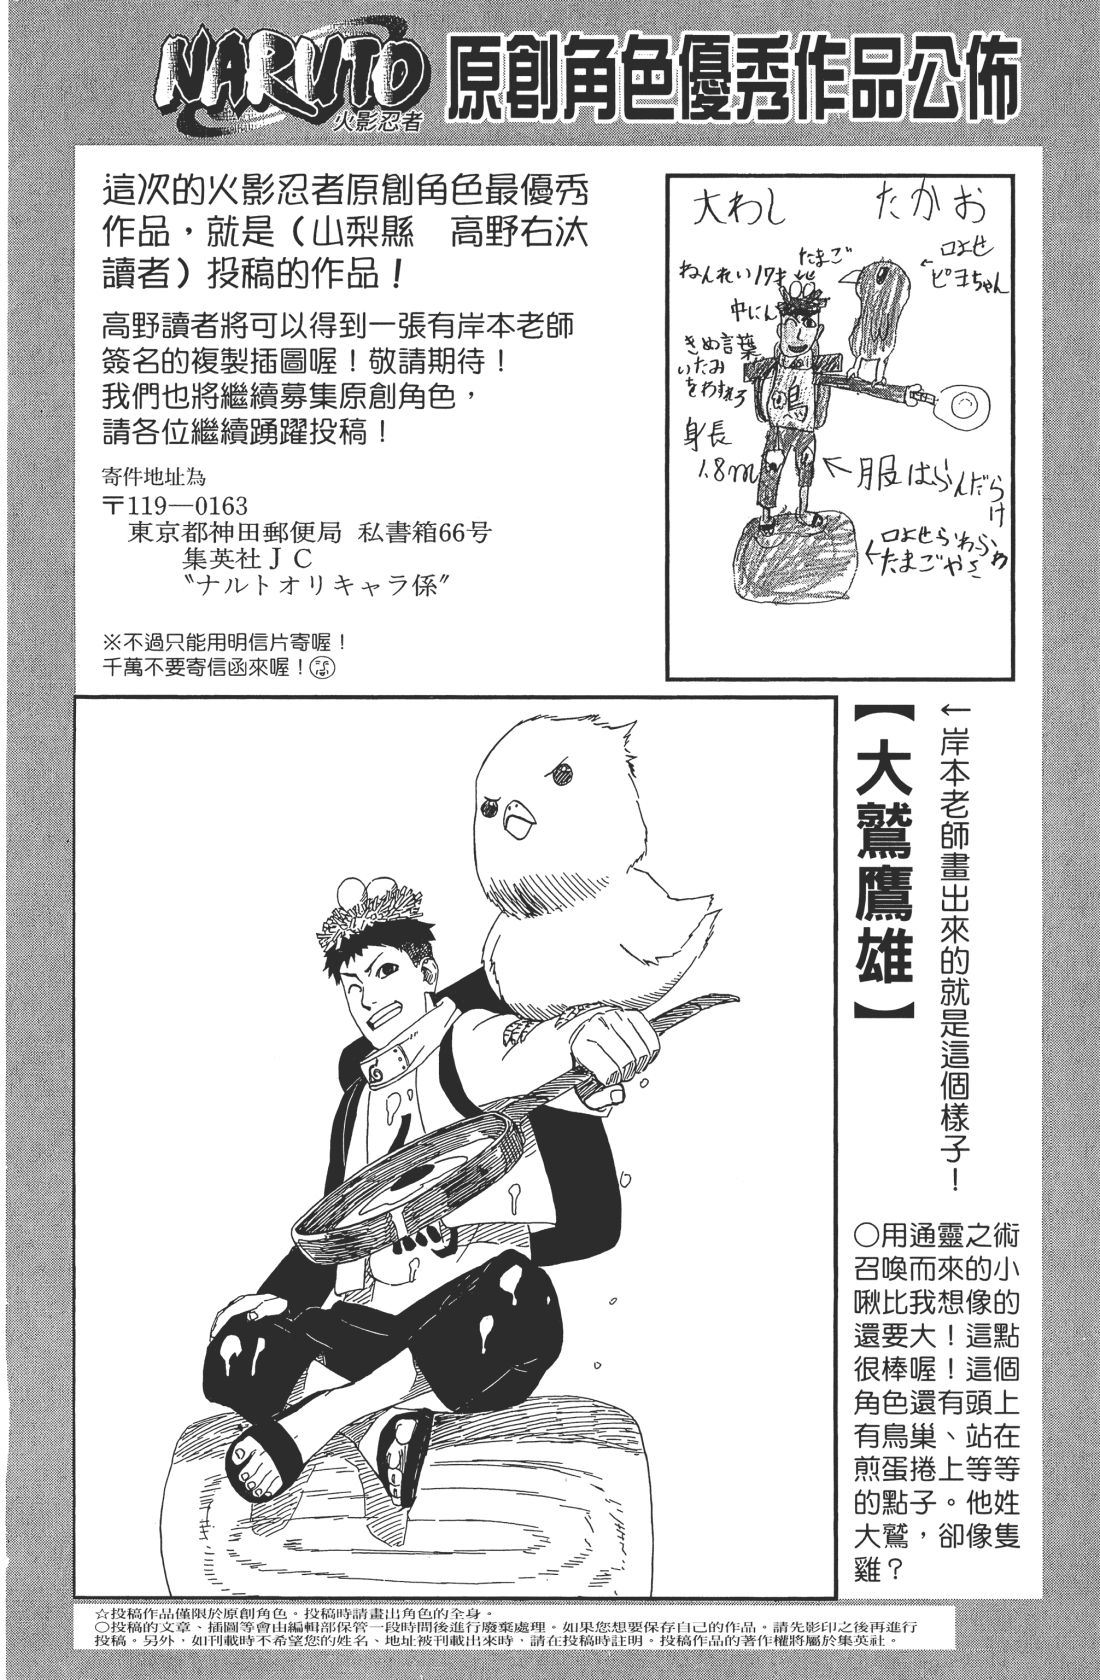 NARUTO
火影忍者
原創角色優秀作品公佈
這次的火影忍者原創角色最優秀
作品，就是（山梨縣　高野右汰
讀者）投稿的作品！
高野讀者將可以得到一張有岸本老師
簽名的複製插圖喔！敬請期待！
我們也將繼續募集原創角色，
請各位繼續踴躍投稿！
寄件地址為
〒119—0163
東京都神田郵便局 私書箱66号
集英社ＪＣ
〝ナルトオリキャラ係〞
※不過只能用明信片寄喔！
千萬不要寄信函來喔！
大わし　たかお
たまご
口よせ
ピヨちゃん
ねんれい17才
中にん
きめ言葉
いたみ
をわすれろ
鳴
身長
1.8m
←服はらんだらけ
←口よせらわらわ
たまごやき
←岸本老師畫出來的就是這個樣子！
【大鷲鷹雄】
○用通靈之術
召喚而來的小
啾比我想像的
還要大！這點
很棒喔！這個
角色還有頭上
有鳥巢、站在
煎蛋捲上等等
的點子。他姓
大鷲，卻像隻
雞？
☆投稿作品僅限於原創角色。投稿時請畫出角色的全身。
○投稿的文章、插圖等會由編輯部保管一段時間後進行廢棄處理。如果您想要保存自己的作品。請先影印之後再進行
投稿。另外，如刊載時不希望您的姓名、地址被刊載出來時，請在投稿時註明。投稿作品的著作權將屬於集英社。